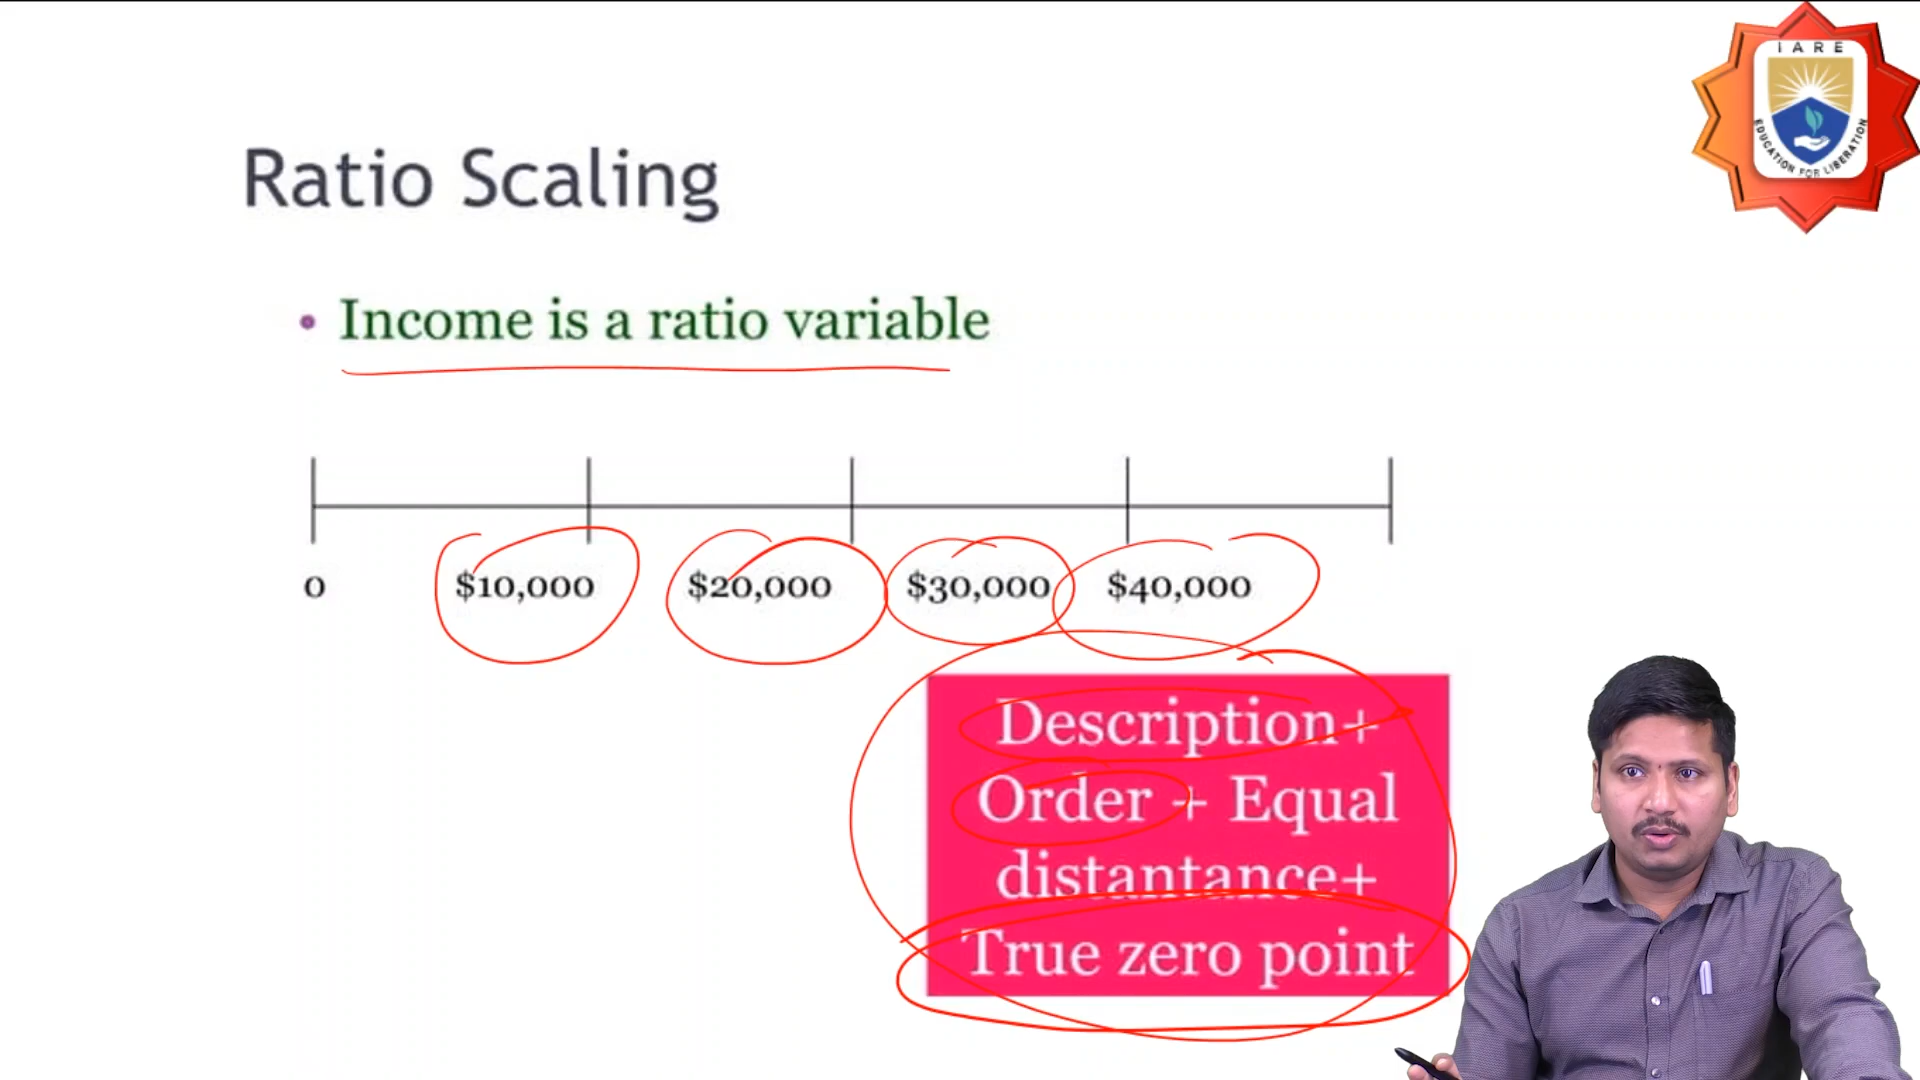 IARE
EDUCATION FOR LIBERATION
Ratio Scaling
• Income is a ratio variable
0 $10,000 $20,000 $30,000 $40,000
Description+
Order + Equal
distantance+
True zero point